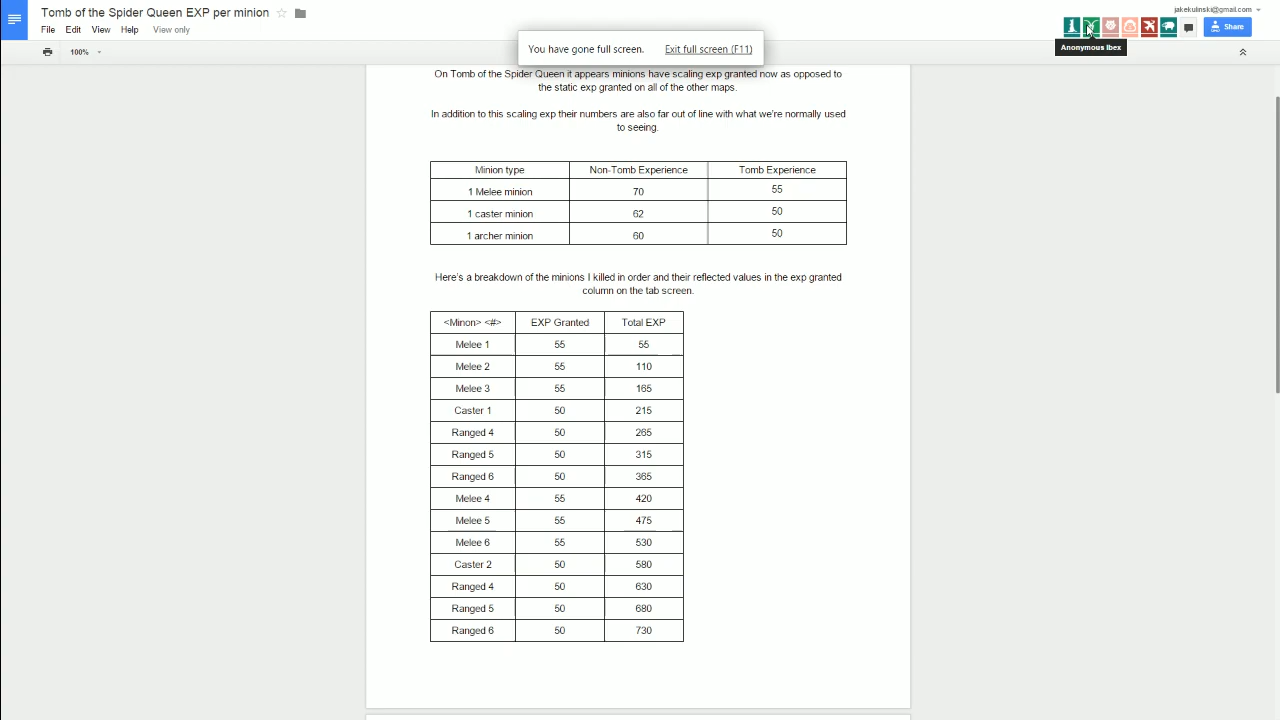 Tomb of the Spider Queen EXP per minion
jakekulinski@gmail.com
File Edit View Help View only
Share
You have gone full screen. Exit full screen (F11)
Anonymous Ibex
100%
On Tomb of the Spider Queen it appears minions have scaling exp granted now as opposed to
the static exp granted on all of the other maps.
In addition to this scaling exp their numbers are also far out of line with what we're normally used
to seeing.
Minion type Non-Tomb Experience Tomb Experience
1 Melee minion 70 55
1 caster minion 62 50
1 archer minion 60 50
Here's a breakdown of the minions I killed in order and their reflected values in the exp granted
column on the tab screen.
<Minon> <#> EXP Granted Total EXP
Melee 1 55 55
Melee 2 55 110
Melee 3 55 165
Caster 1 50 215
Ranged 4 50 265
Ranged 5 50 315
Ranged 6 50 365
Melee 4 55 420
Melee 5 55 475
Melee 6 55 530
Caster 2 50 580
Ranged 4 50 630
Ranged 5 50 680
Ranged 6 50 730